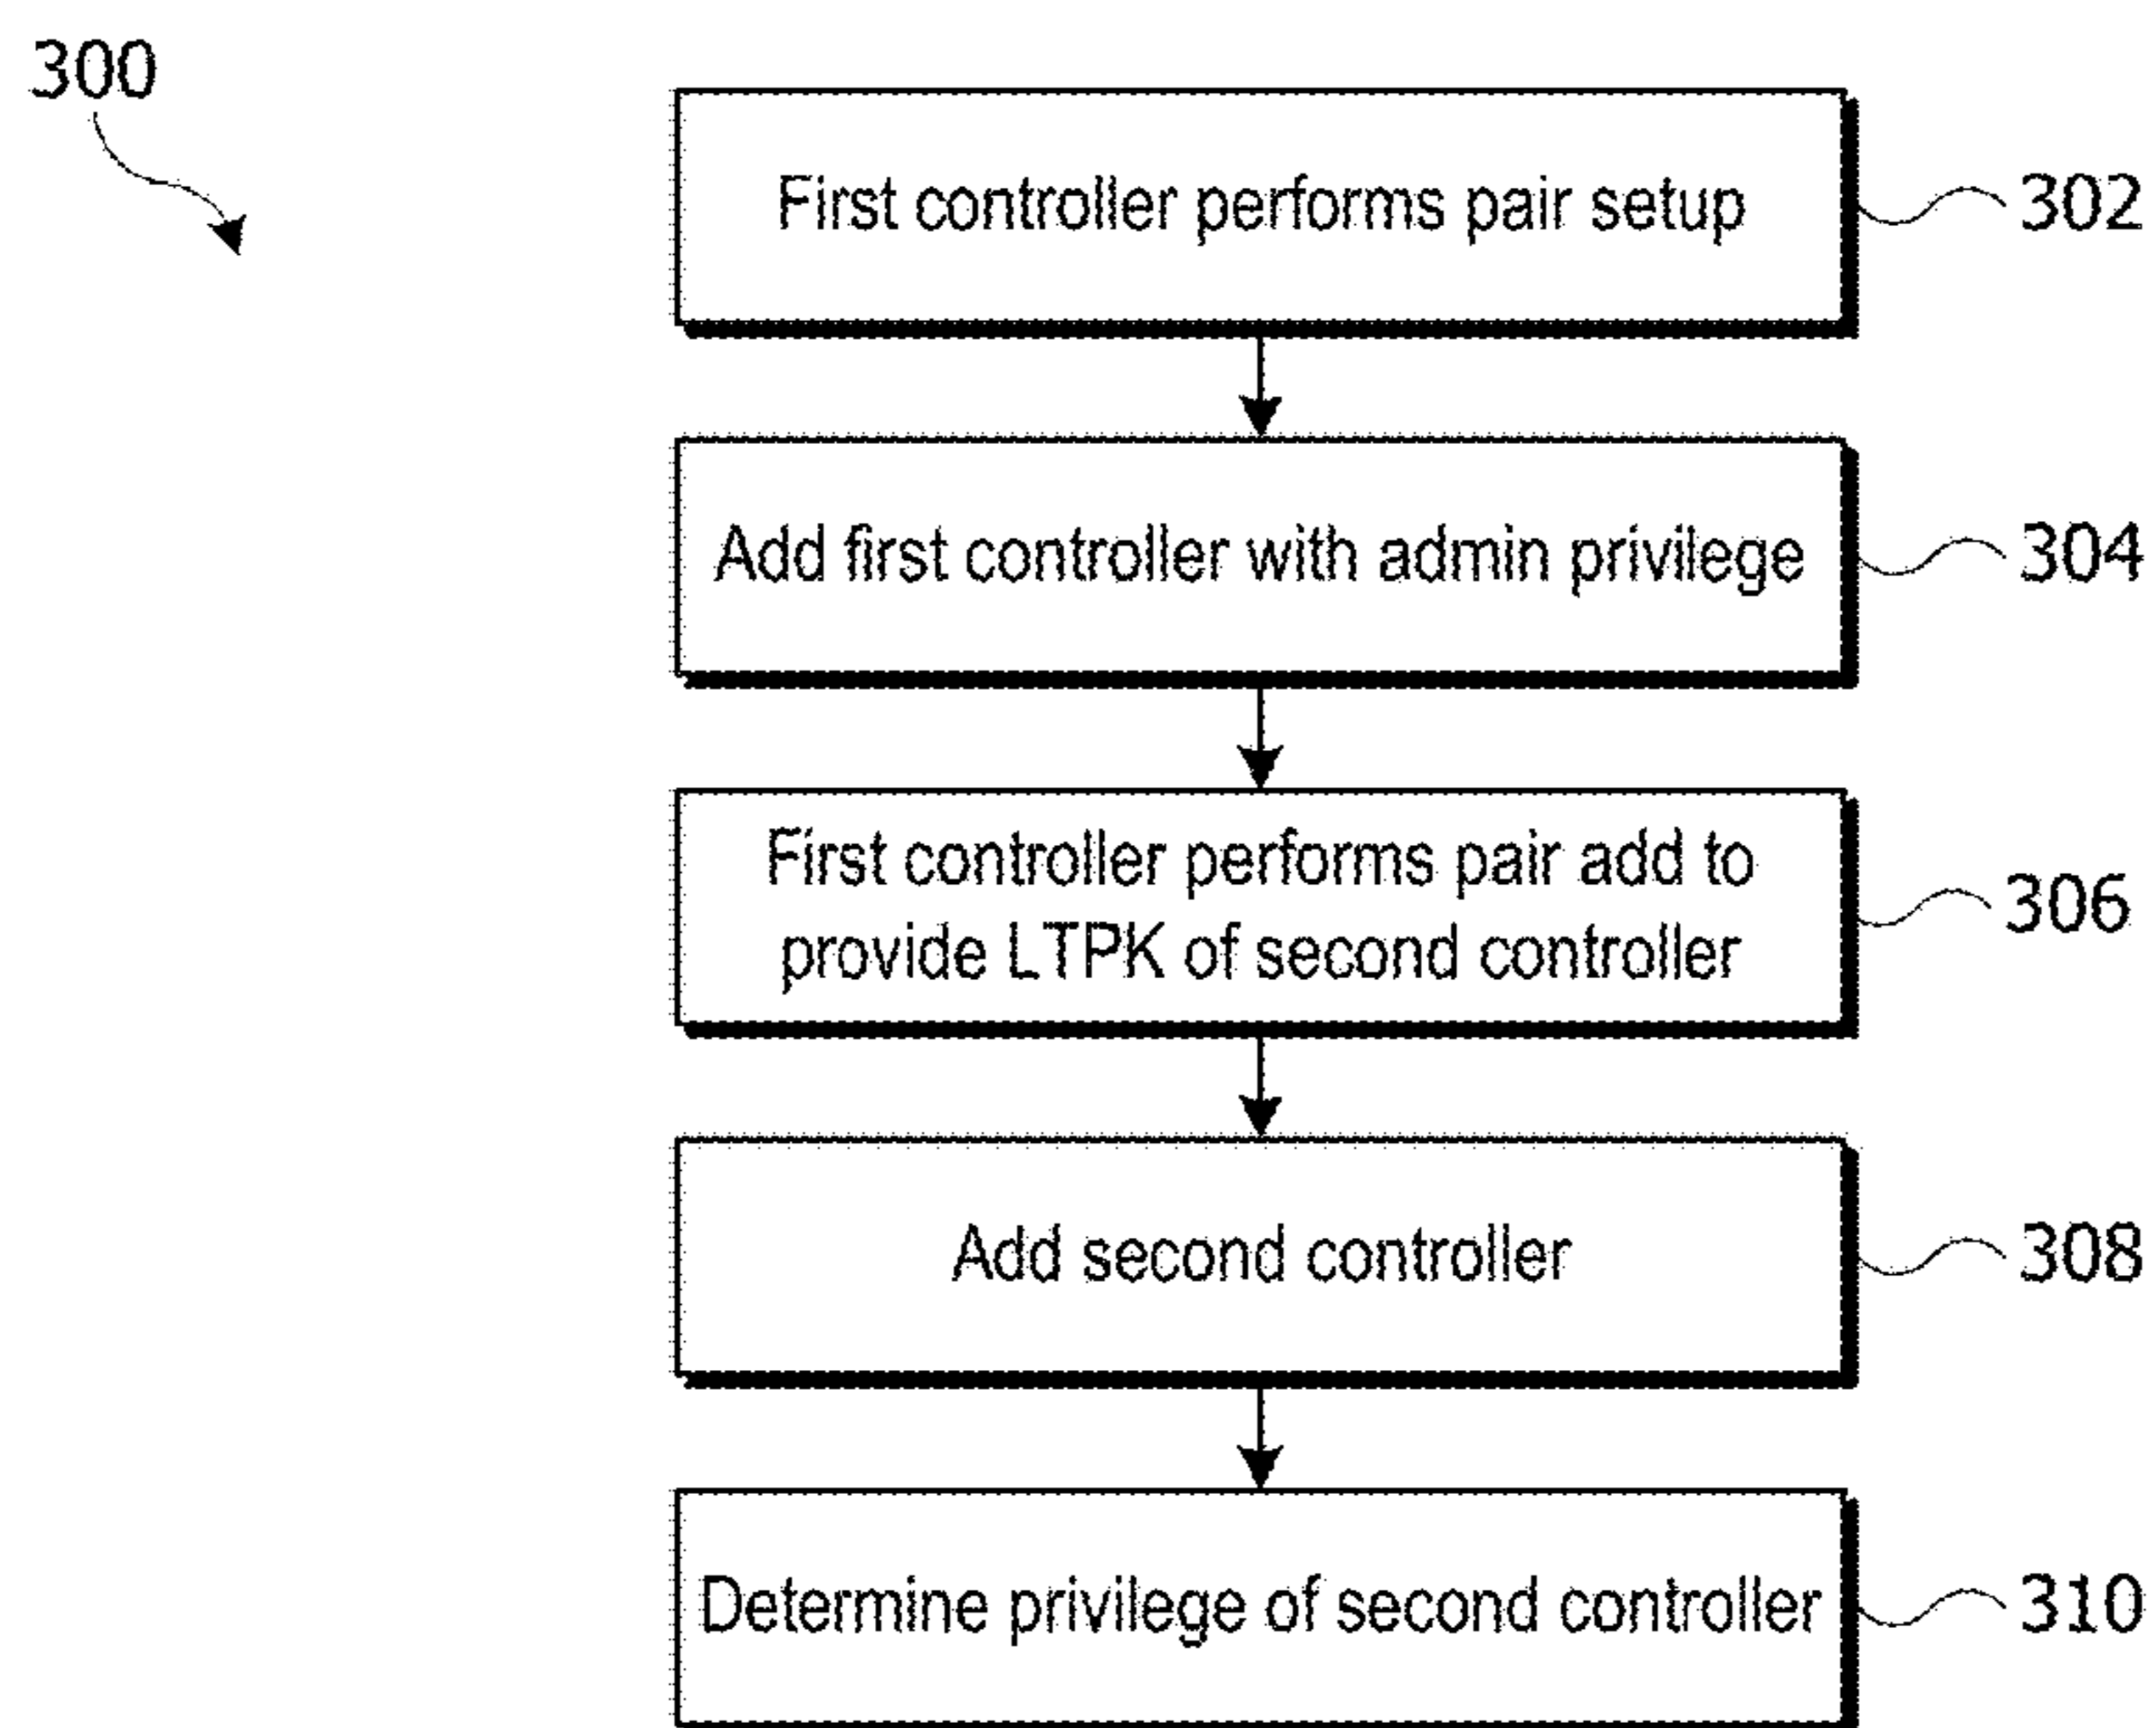 300
First controller performs pair setup
302
Add first controller with admin privilege
304
First controller performs pair add to
provide LTPK of second controller
306
Add second controller
308
Determine privilege of second controller
310